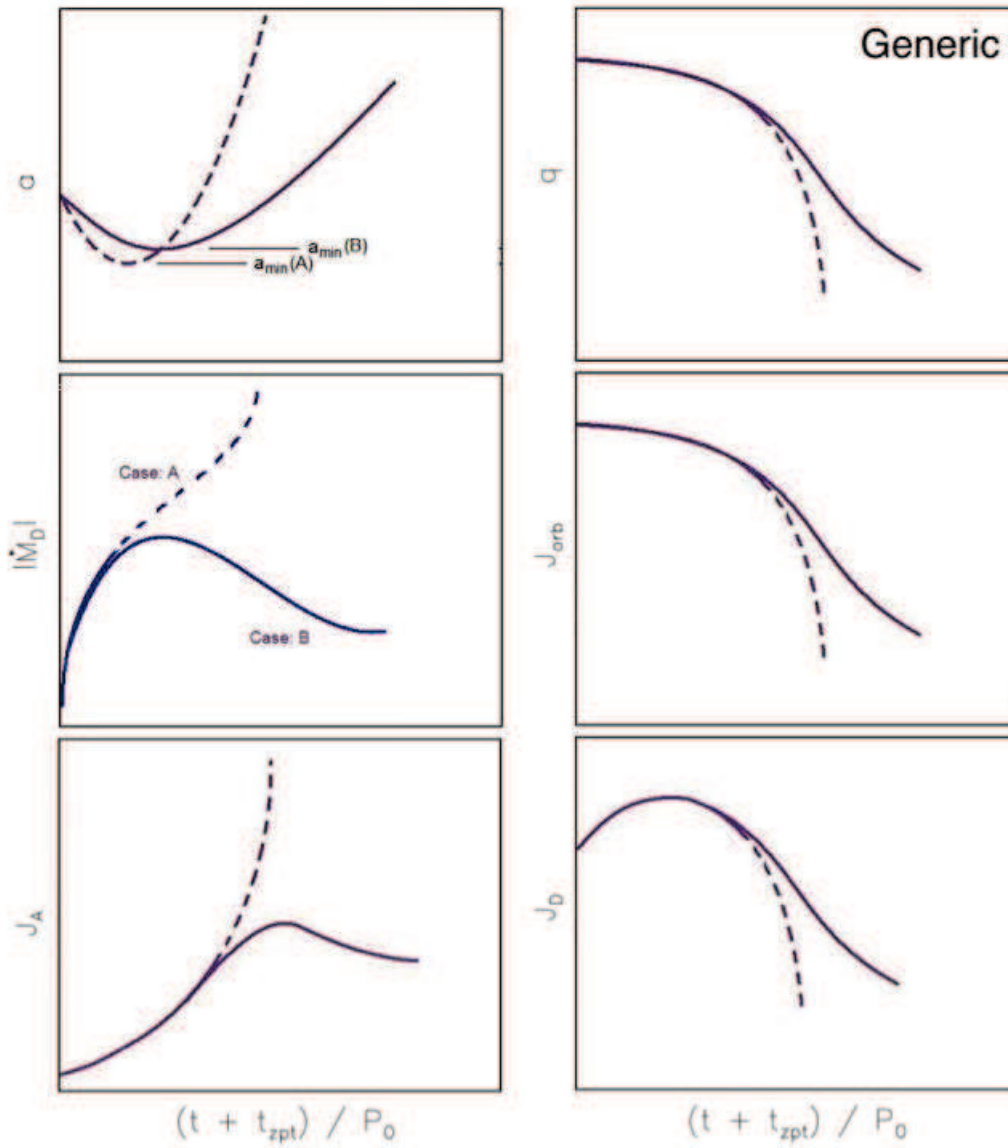 Generic
a
q
a_min(B)
a_min(A)
|Ṁ_D|
Case: A
Case: B
J_orb
J_A
J_D
(t + t_zpt) / P_0
(t + t_zpt) / P_0